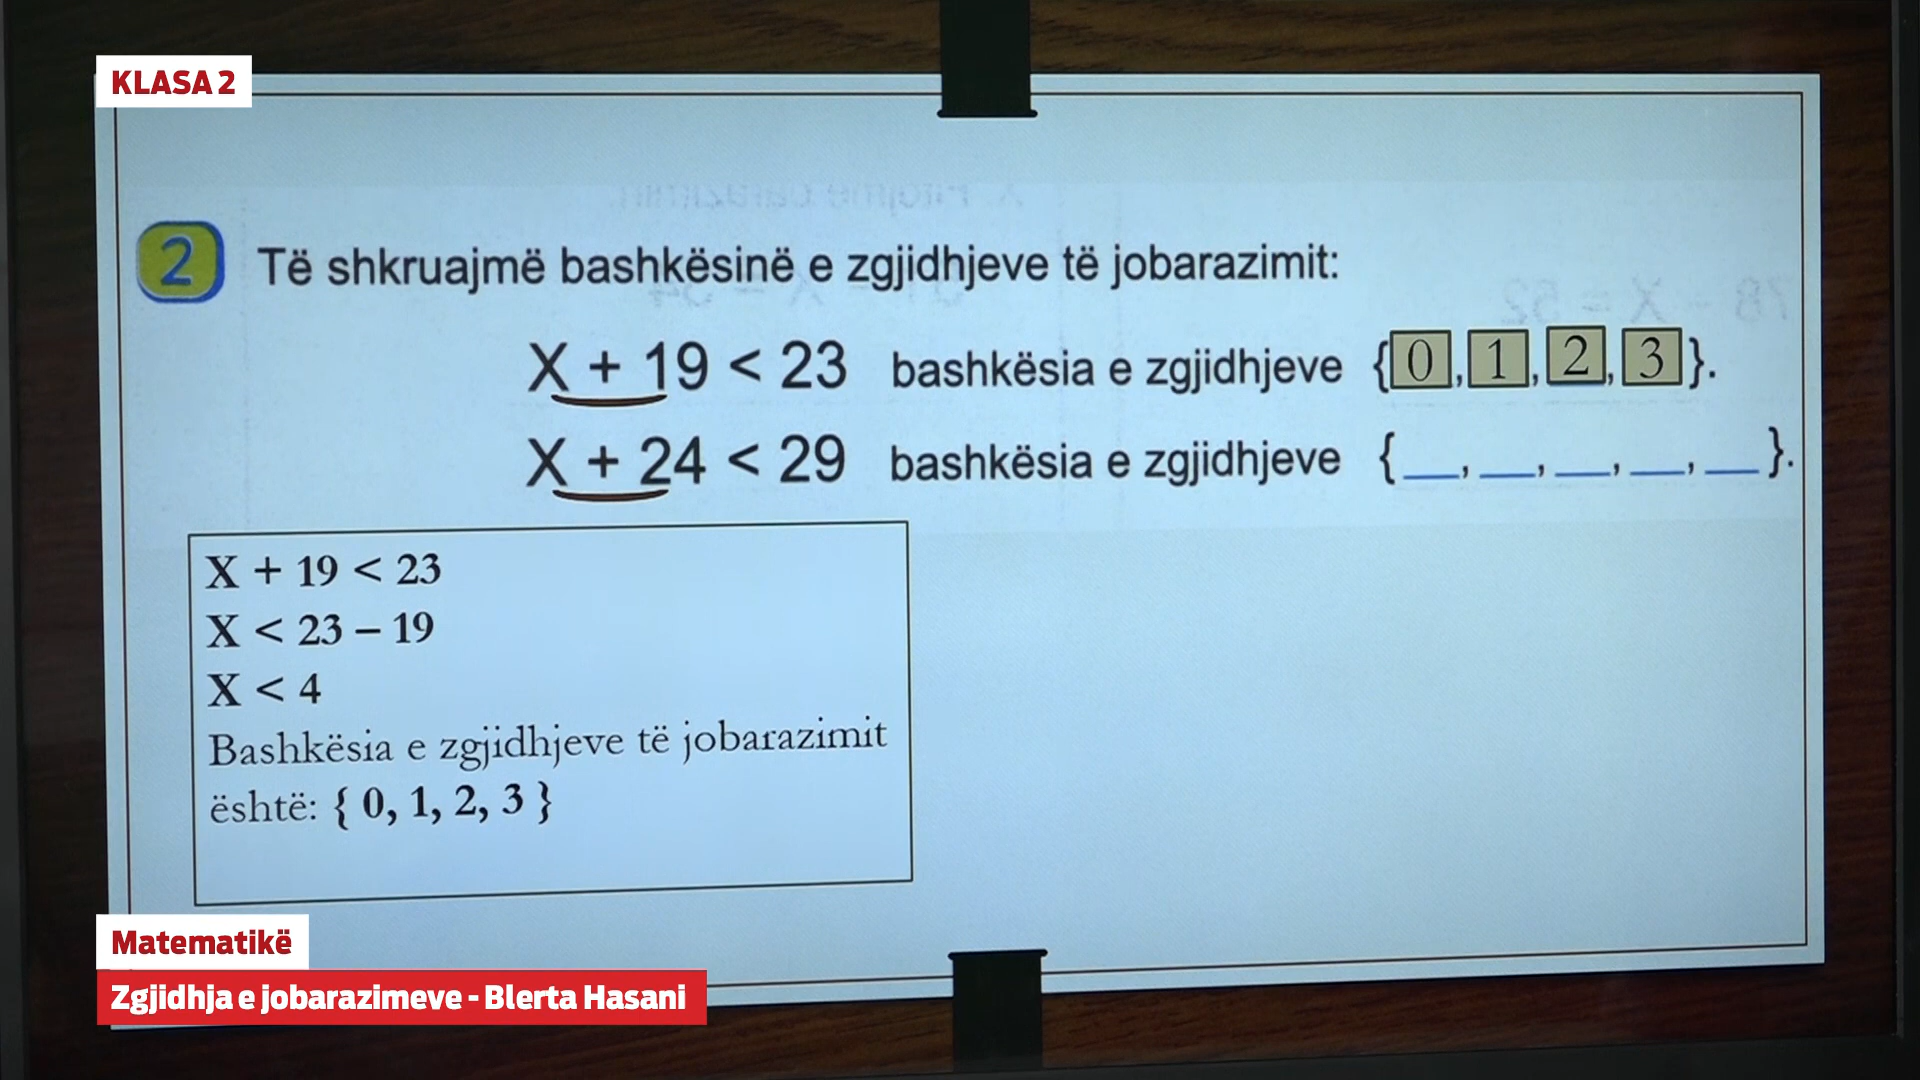 KLASA 2
2 Të shkruajmë bashkësinë e zgjidhjeve të jobarazimit:
X + 19 < 23 bashkësia e zgjidhjeve {0, 1, 2, 3}.
X + 24 < 29 bashkësia e zgjidhjeve {__, __, __, __, __}.
X + 19 < 23
X < 23 – 19
X < 4
Bashkësia e zgjidhjeve të jobarazimit
është: { 0, 1, 2, 3 }
Matematikë
Zgjidhja e jobarazimeve - Blerta Hasani